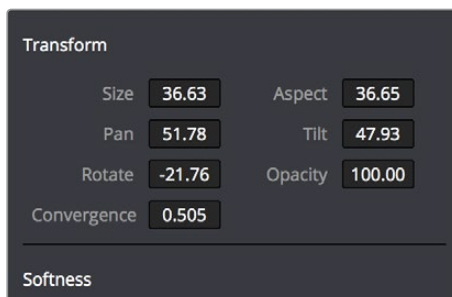 Transform
Size 36.63 Aspect 36.65
Pan 51.78 Tilt 47.93
Rotate -21.76 Opacity 100.00
Convergence 0.505
Softness